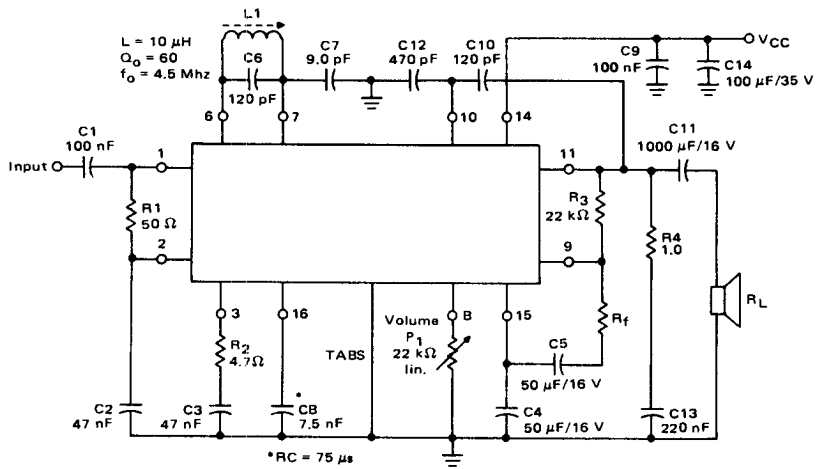 L1
L = 10 µH
Qo = 60
fo = 4.5 Mhz
C6
120 pF
C7
9.0 pF
C12
470 pF
C10
120 pF
C9
100 nF
VCC
C14
100 µF/35 V
6
7
10
14
C1
100 nF
Input
1
11
C11
1000 µF/16 V
R1
50 Ω
R3
22 kΩ
R4
1.0
2
9
3
16
8
15
RL
R2
4.7Ω
TABS
Volume
P1
22 kΩ
lin.
Rf
C5
50 µF/16 V
C2
47 nF
C3
47 nF
*
CB
7.5 nF
C4
50 µF/16 V
C13
220 nF
*RC = 75 µs